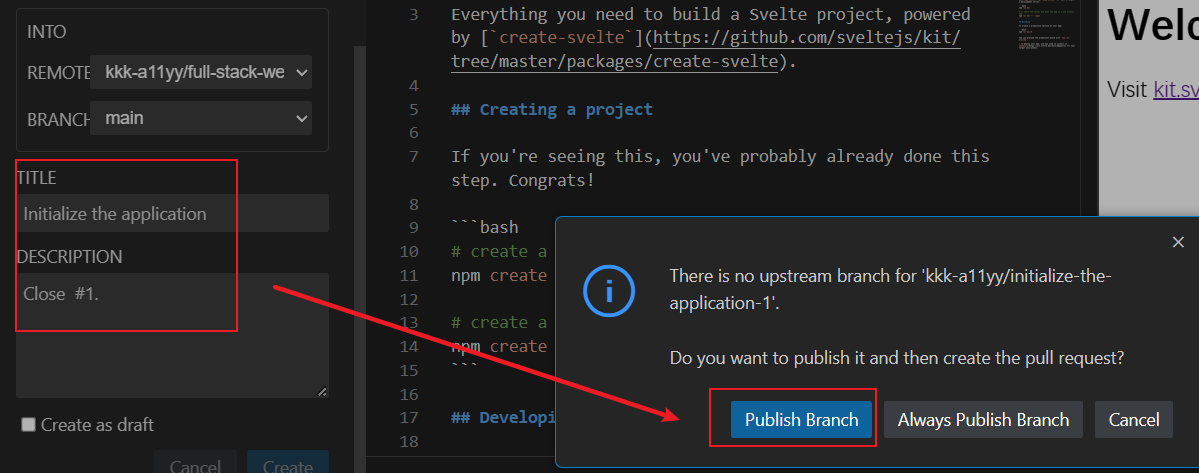 INTO
REMOTE kkk-a11yy/full-stack-we
BRANCH main
TITLE
Initialize the application
DESCRIPTION
Close #1.
Create as draft
Cancel Create
3 Everything you need to build a Svelte project, powered
by [`create-svelte`](https://github.com/sveltejs/kit/
tree/master/packages/create-svelte).
4
5 ## Creating a project
6
7 If you're seeing this, you've probably already done this
step. Congrats!
8
9 ```bash
10 # create a
11 npm create
12
13 # create a
14 npm create
15 ```
16
17 ## Developi
18
Welc
Visit kit.sv
There is no upstream branch for 'kkk-a11yy/initialize-the-
application-1'.
Do you want to publish it and then create the pull request?
Publish Branch Always Publish Branch Cancel